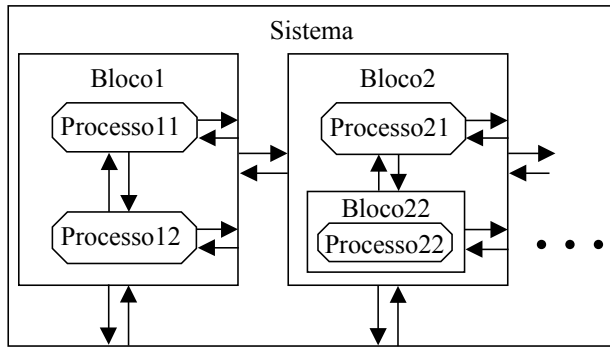 Sistema
Bloco1
Processo11
Processo12
Bloco2
Processo21
Bloco22
Processo22
• • •